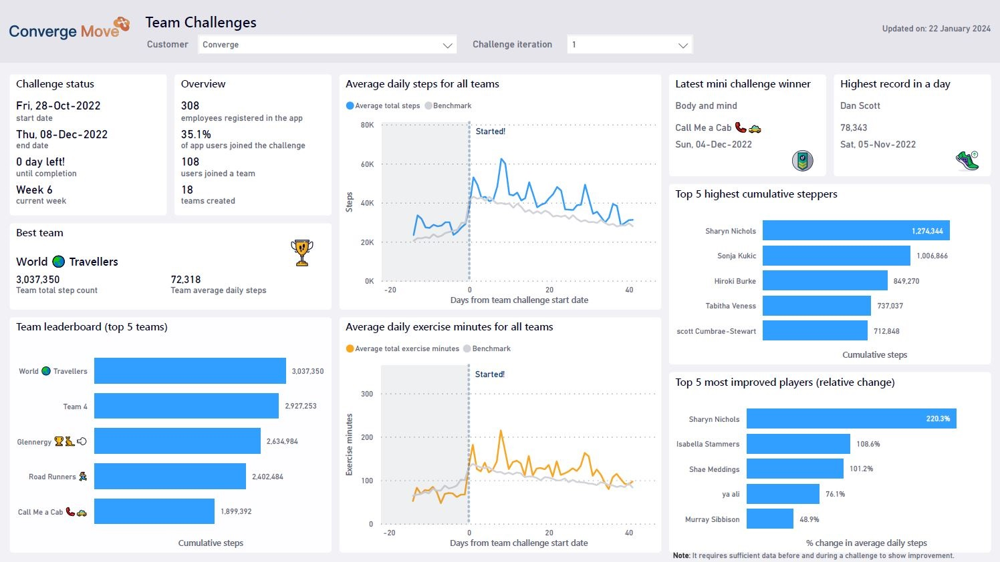 Converge Move
Team Challenges
Customer
Converge
Challenge iteration
1
Updated on: 22 January 2024
Challenge status
Fri, 28-Oct-2022
start date
Thu, 08-Dec-2022
end date
0 day left!
until completion
Week 6
current week
Overview
308
employees registered in the app
35.1%
of app users joined the challenge
108
users joined a team
18
teams created
Best team
World 🌍 Travellers
3,037,350
Team total step count
72,318
Team average daily steps
Team leaderboard (top 5 teams)
World 🌍 Travellers 3,037,350
Team 4 2,927,253
Glennergy 🏆🦘💨 2,634,984
Road Runners 🏃 2,402,484
Call Me a Cab 📞🚕 1,899,392
Cumulative steps
Average daily steps for all teams
Average total steps Benchmark
Started!
80K
60K
40K
20K
0K
Steps
-20 0 20 40
Days from team challenge start date
Average daily exercise minutes for all teams
Average total exercise minutes Benchmark
Started!
300
200
100
0
Exercise minutes
-20 0 20 40
Days from team challenge start date
Latest mini challenge winner
Body and mind
Call Me a Cab 📞🚕
Sun, 04-Dec-2022
Highest record in a day
Dan Scott
78,343
Sat, 05-Nov-2022
Top 5 highest cumulative steppers
Sharyn Nichols 1,274,344
Sonja Kukic 1,006,866
Hiroki Burke 849,270
Tabitha Veness 737,037
scott Cumbrae-Stewart 712,848
Cumulative steps
Top 5 most improved players (relative change)
Sharyn Nichols 220.3%
Isabella Stammers 108.6%
Shae Meddings 101.2%
ya ali 76.1%
Murray Sibbison 48.9%
% change in average daily steps
Note: It requires sufficient data before and during a challenge to show improvement.